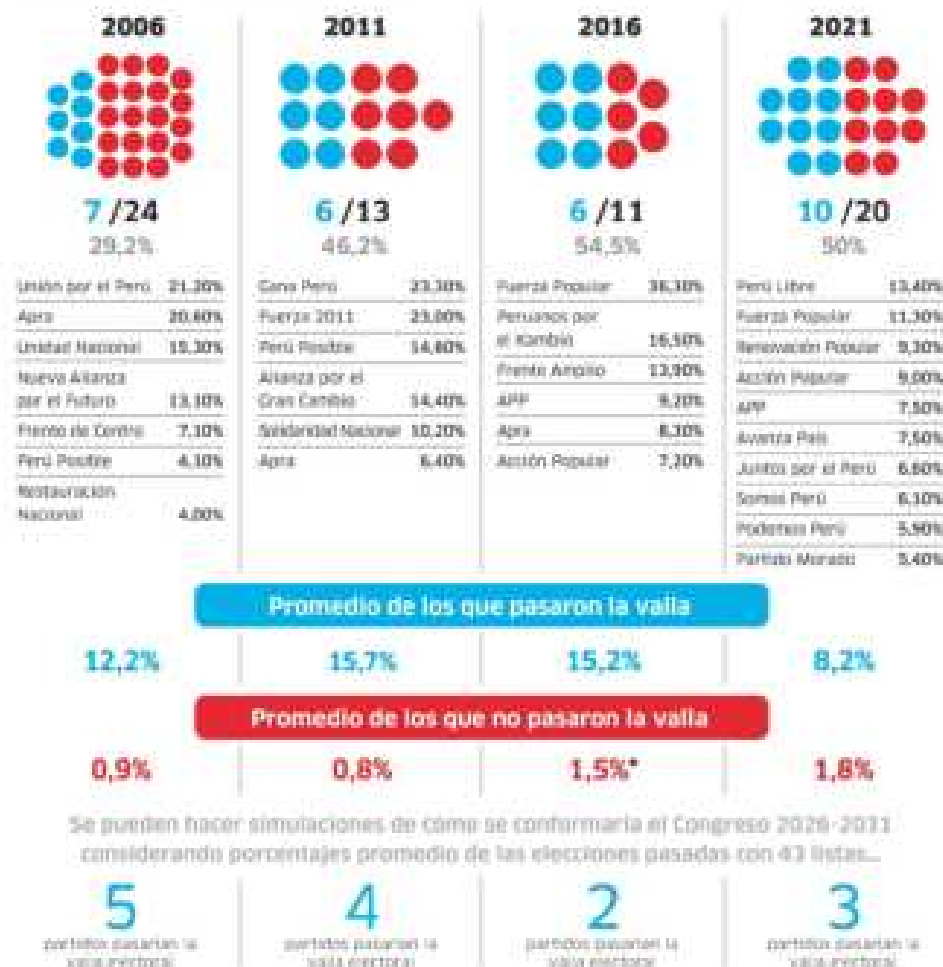 2006
7 /24
29,2%
Unión por el Perú 21,20%
Apra 20,60%
Unidad Nacional 15,30%
Nueva Alianza
por el Futuro 13,10%
Frente de Centro 7,10%
Perú Posible 4,10%
Restauración
Nacional 4,00%
2011
6 /13
46,2%
Gana Perú 23,30%
Fuerza 2011 23,00%
Perú Posible 14,80%
Alianza por el
Gran Cambio 14,40%
Solidaridad Nacional 10,20%
Apra 6,40%
2016
6 /11
54,5%
Fuerza Popular 36,30%
Peruanos por
el Kambio 16,50%
Frente Amplio 13,90%
APP 9,20%
Apra 8,30%
Acción Popular 7,20%
2021
10 /20
50%
Perú Libre 13,40%
Fuerza Popular 11,30%
Renovación Popular 9,30%
Acción Popular 9,00%
APP 7,50%
Avanza País 7,50%
Juntos por el Perú 6,60%
Somos Perú 6,10%
Podemos Perú 5,90%
Partido Morado 5,40%
Promedio de los que pasaron la valla
12,2% 15,7% 15,2% 8,2%
Promedio de los que no pasaron la valla
0,9% 0,8% 1,5%* 1,8%
Se pueden hacer simulaciones de cómo se conformaría el Congreso 2026-2031
considerando porcentajes promedio de las elecciones pasadas con 43 listas...
5
partidos pasarían la
valla electoral
4
partidos pasarían la
valla electoral
2
partidos pasarían la
valla electoral
3
partidos pasarían la
valla electoral